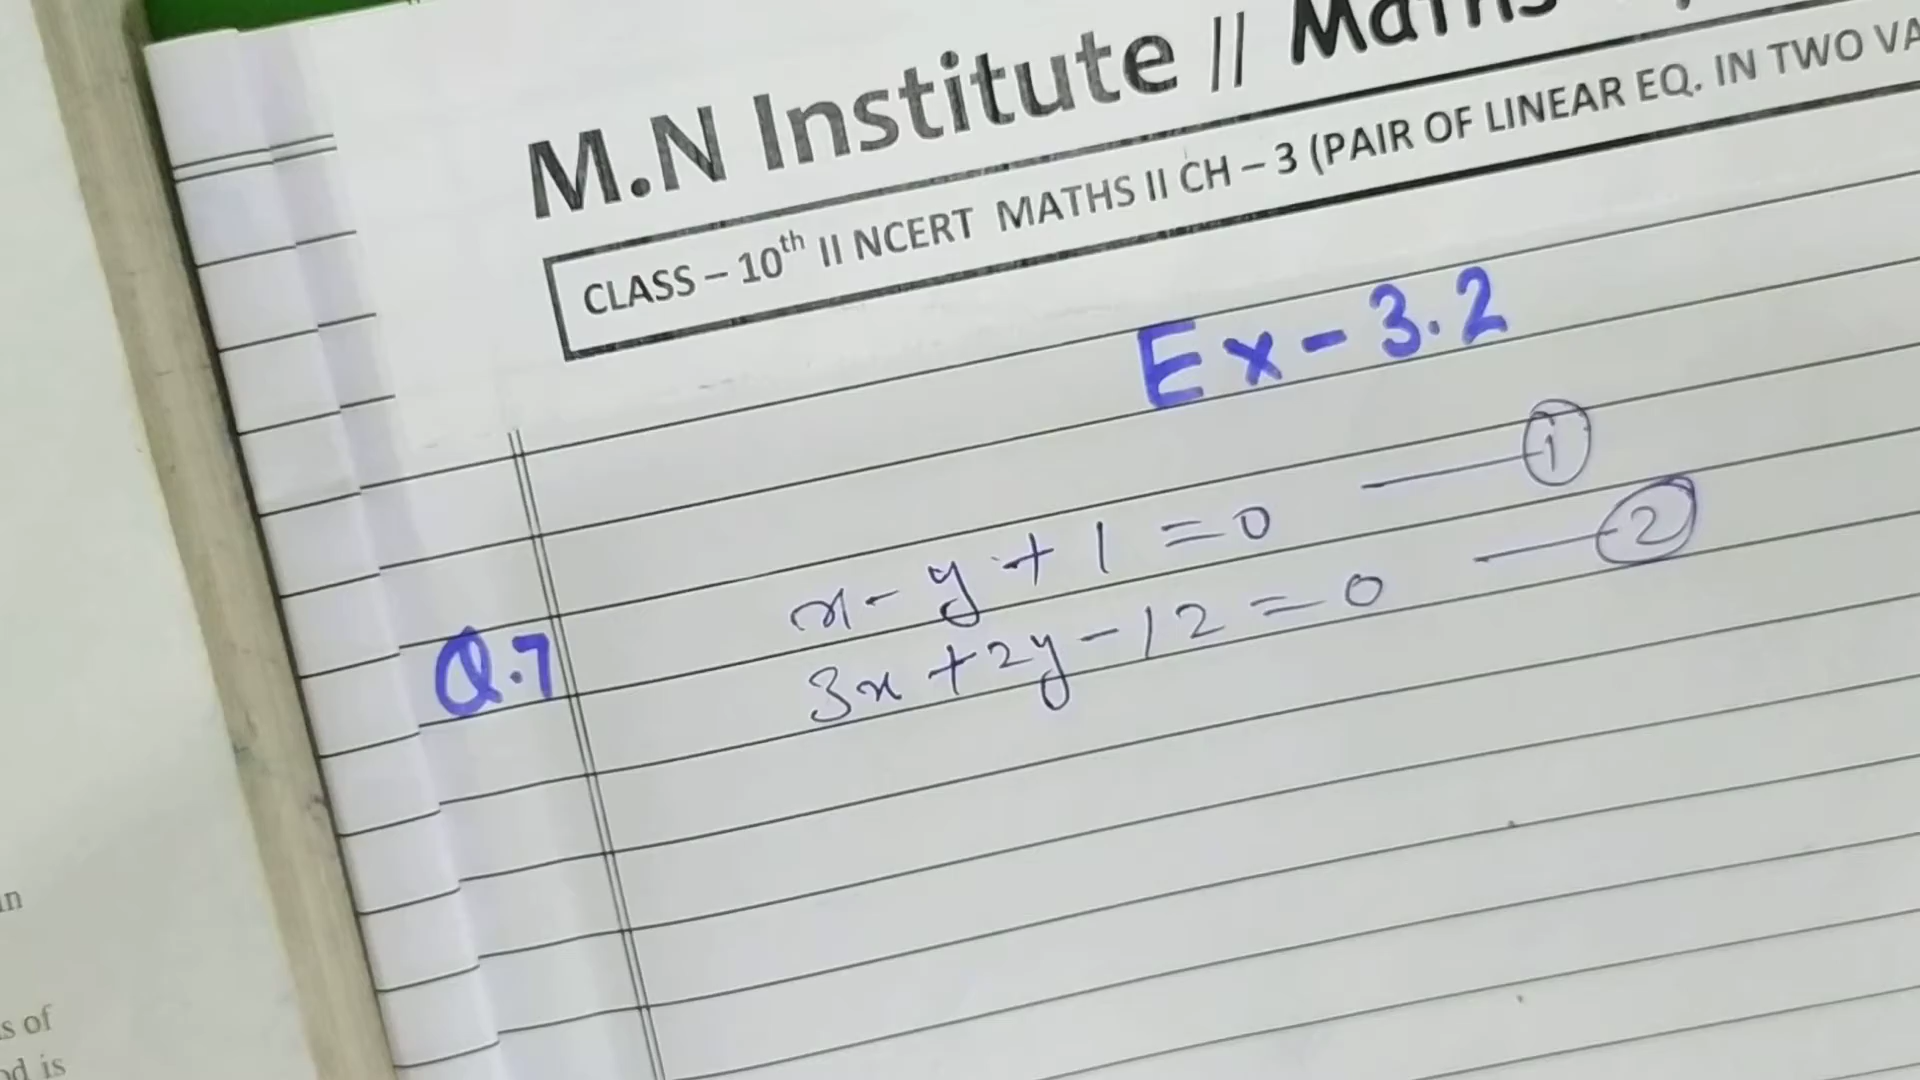 M.N Institute // Maths
CLASS – 10th II NCERT MATHS II CH – 3 (PAIR OF LINEAR EQ. IN TWO
Ex - 3.2
Q.7
x - y + 1 = 0 —— 1
3x + 2y - 12 = 0 —— 2
s of
is